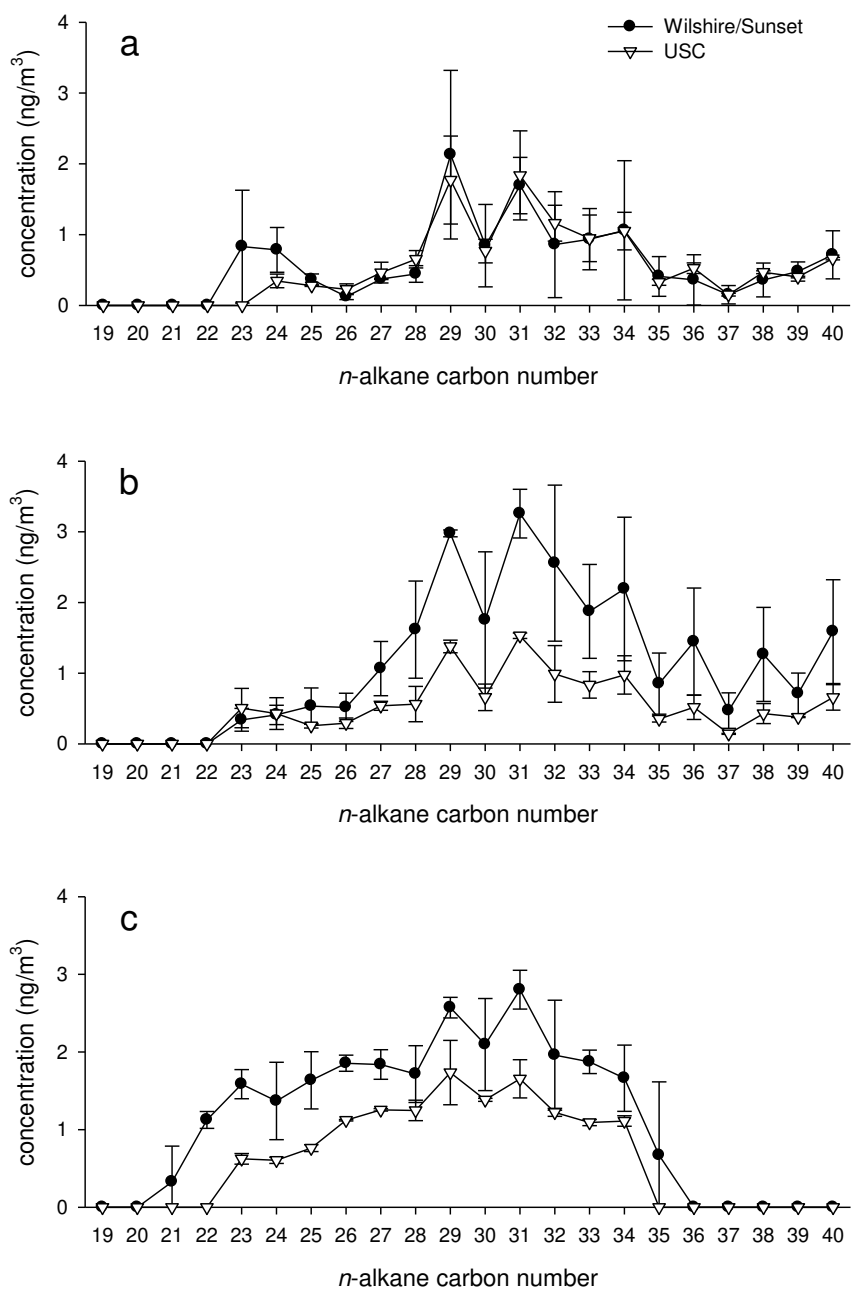 a
Wilshire/Sunset
USC
concentration (ng/m³)
4
3
2
1
0
19 20 21 22 23 24 25 26 27 28 29 30 31 32 33 34 35 36 37 38 39 40
n-alkane carbon number
b
concentration (ng/m³)
4
3
2
1
0
19 20 21 22 23 24 25 26 27 28 29 30 31 32 33 34 35 36 37 38 39 40
n-alkane carbon number
c
concentration (ng/m³)
4
3
2
1
0
19 20 21 22 23 24 25 26 27 28 29 30 31 32 33 34 35 36 37 38 39 40
n-alkane carbon number